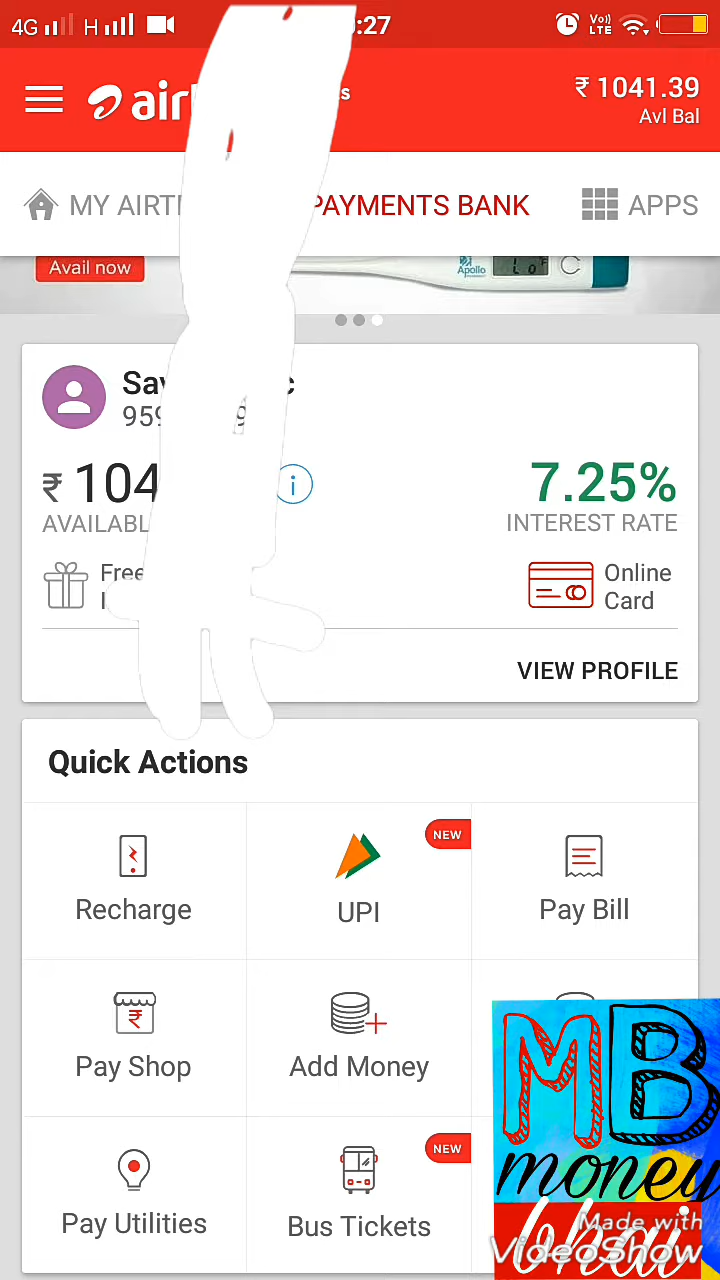 4G H :27 Vo)) LTE
airt s ₹ 1041.39
Avl Bal
MY AIRT PAYMENTS BANK APPS
Avail now
Apollo
Sav c
959 9
₹ 104
AVAILABL
7.25%
INTEREST RATE
Free
Online
Card
VIEW PROFILE
Quick Actions
Recharge
NEW
UPI
Pay Bill
Pay Shop
Add Money
Pay Utilities
NEW
Bus Tickets
MB
money
bhai
Made with
VideoShow